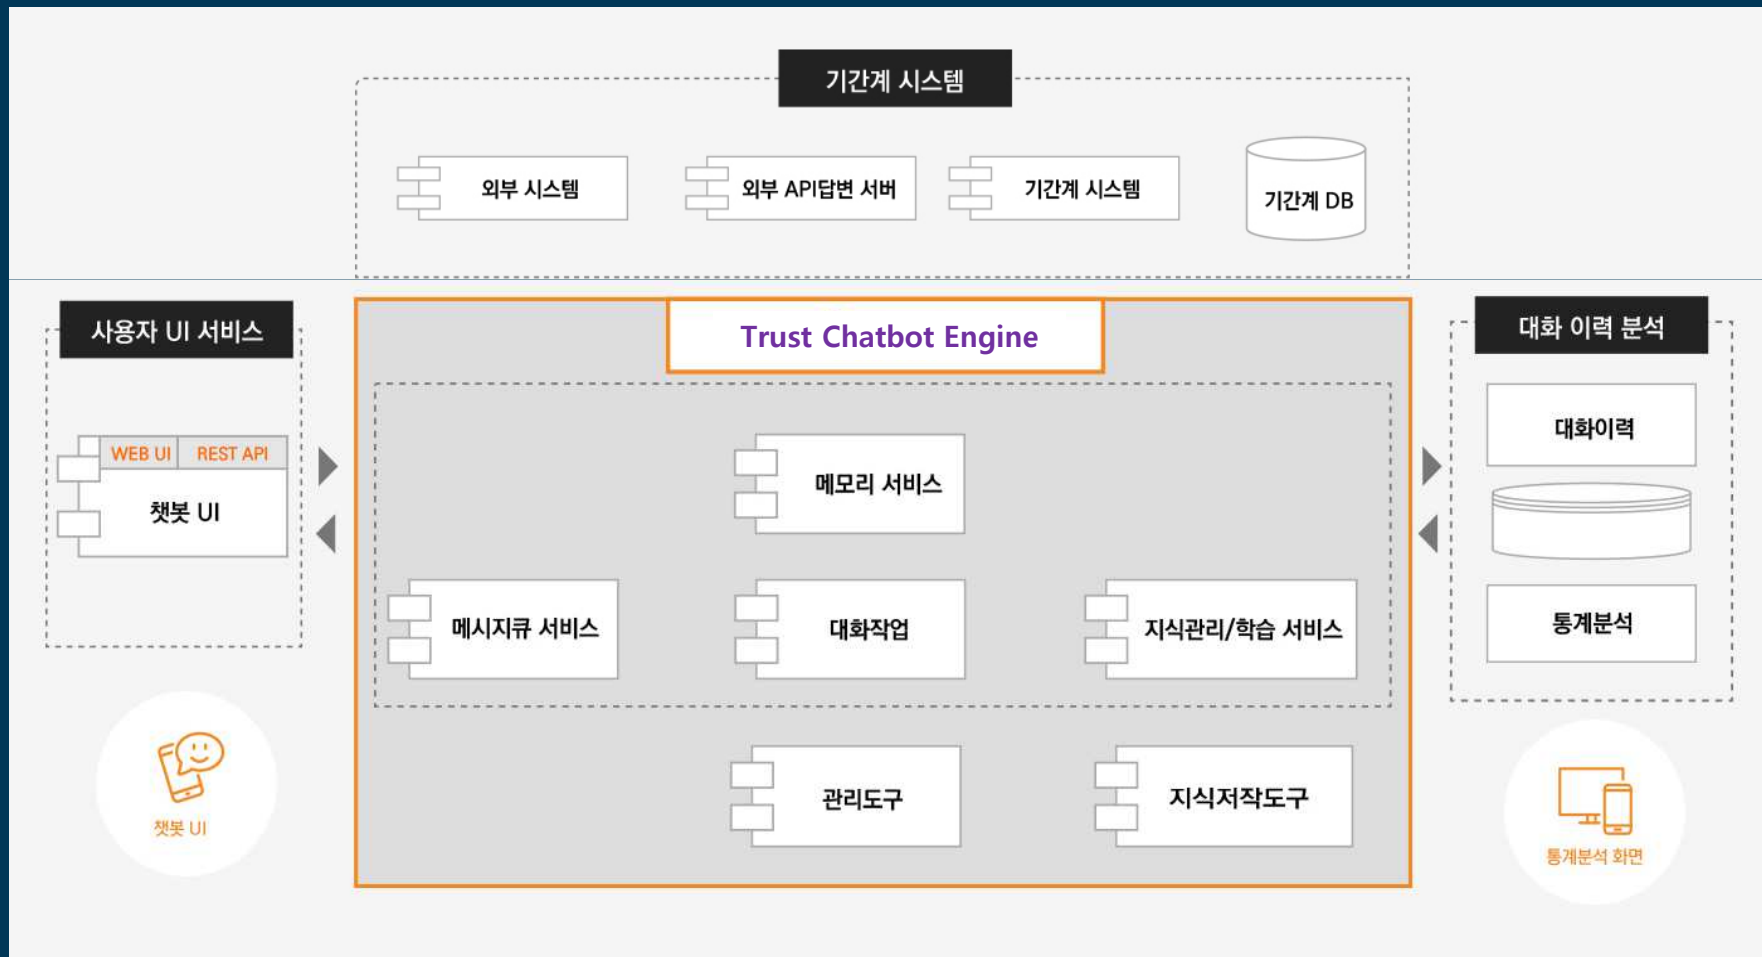 기간계 시스템
외부 시스템
외부 API답변 서버
기간계 시스템
기간계 DB
사용자 UI 서비스
WEB UI
REST API
챗봇 UI
챗봇 UI
Trust Chatbot Engine
메모리 서비스
메시지큐 서비스
대화작업
지식관리/학습 서비스
관리도구
지식저작도구
대화 이력 분석
대화이력
통계분석
통계분석 화면